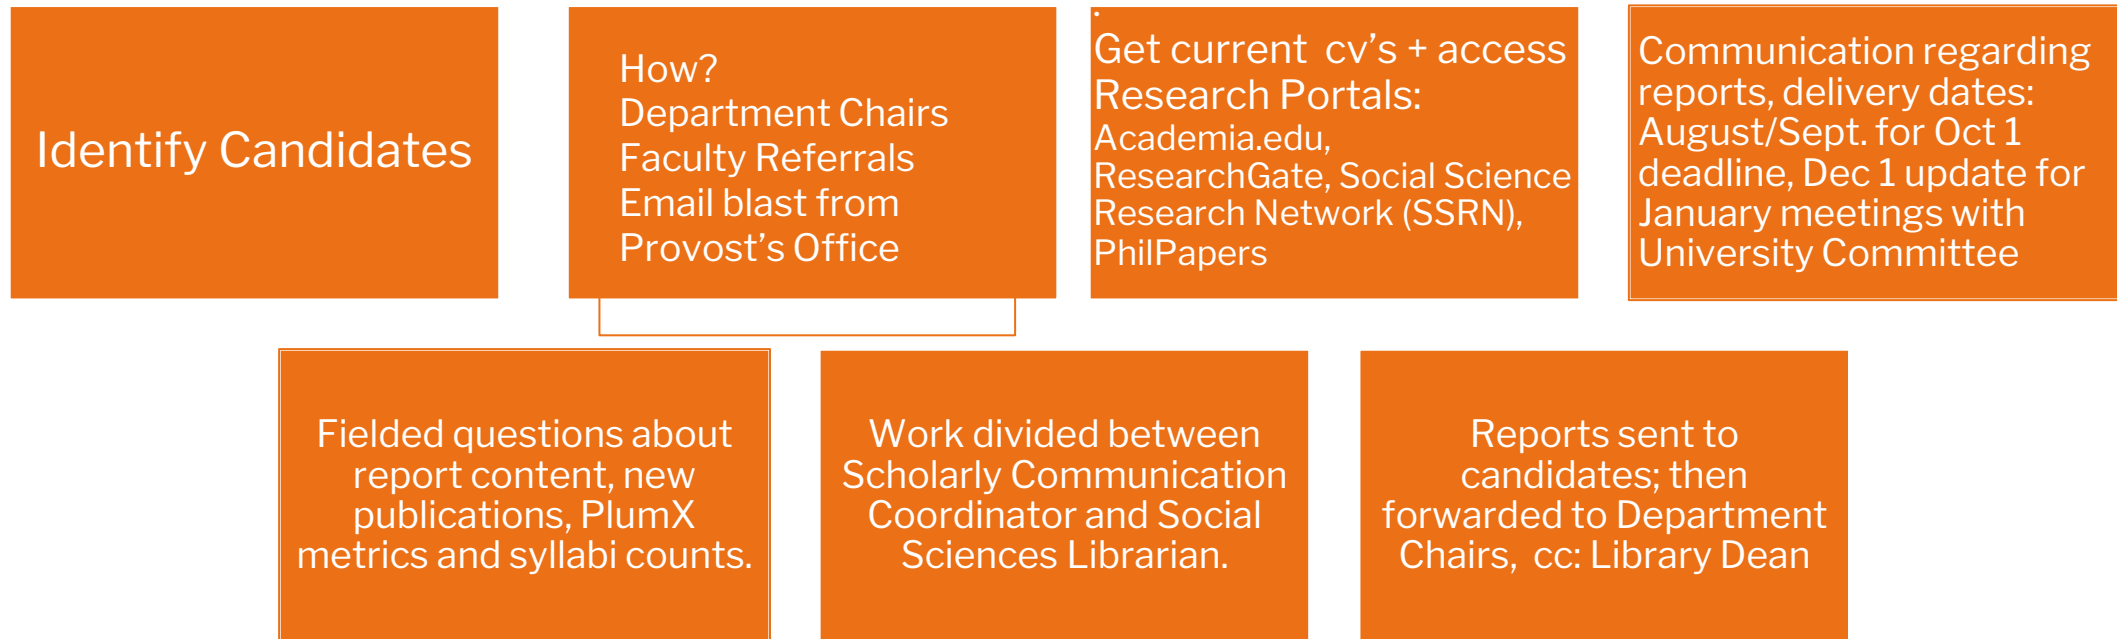 Identify Candidates
How?
Department Chairs
Faculty Referrals
Email blast from
Provost’s Office
•
Get current  cv’s + access
Research Portals:
Academia.edu,
ResearchGate, Social Science
Research Network (SSRN),
PhilPapers
Communication regarding
reports, delivery dates:
August/Sept. for Oct 1
deadline, Dec 1 update for
January meetings with
University Committee
Fielded questions about
report content, new
publications, PlumX
metrics and syllabi counts.
Work divided between
Scholarly Communication
Coordinator and Social
Sciences Librarian.
Reports sent to
candidates; then
forwarded to Department
Chairs,  cc: Library Dean